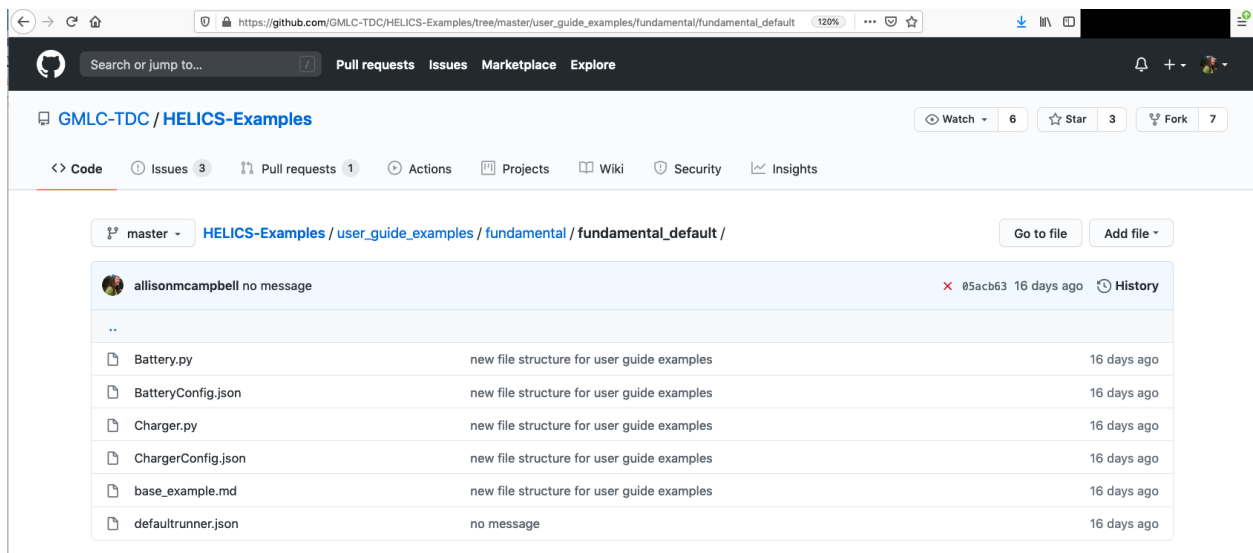 https://github.com/GMLC-TDC/HELICS-Examples/tree/master/user_guide_examples/fundamental/fundamental_default 120%
Search or jump to... / Pull requests Issues Marketplace Explore
GMLC-TDC / HELICS-Examples Watch 6 Star 3 Fork 7
<> Code Issues 3 Pull requests 1 Actions Projects Wiki Security Insights
master HELICS-Examples / user_guide_examples / fundamental / fundamental_default / Go to file Add file
allisonmcampbell no message 05acb63 16 days ago History
..
Battery.py new file structure for user guide examples 16 days ago
BatteryConfig.json new file structure for user guide examples 16 days ago
Charger.py new file structure for user guide examples 16 days ago
ChargerConfig.json new file structure for user guide examples 16 days ago
base_example.md new file structure for user guide examples 16 days ago
defaultrunner.json no message 16 days ago